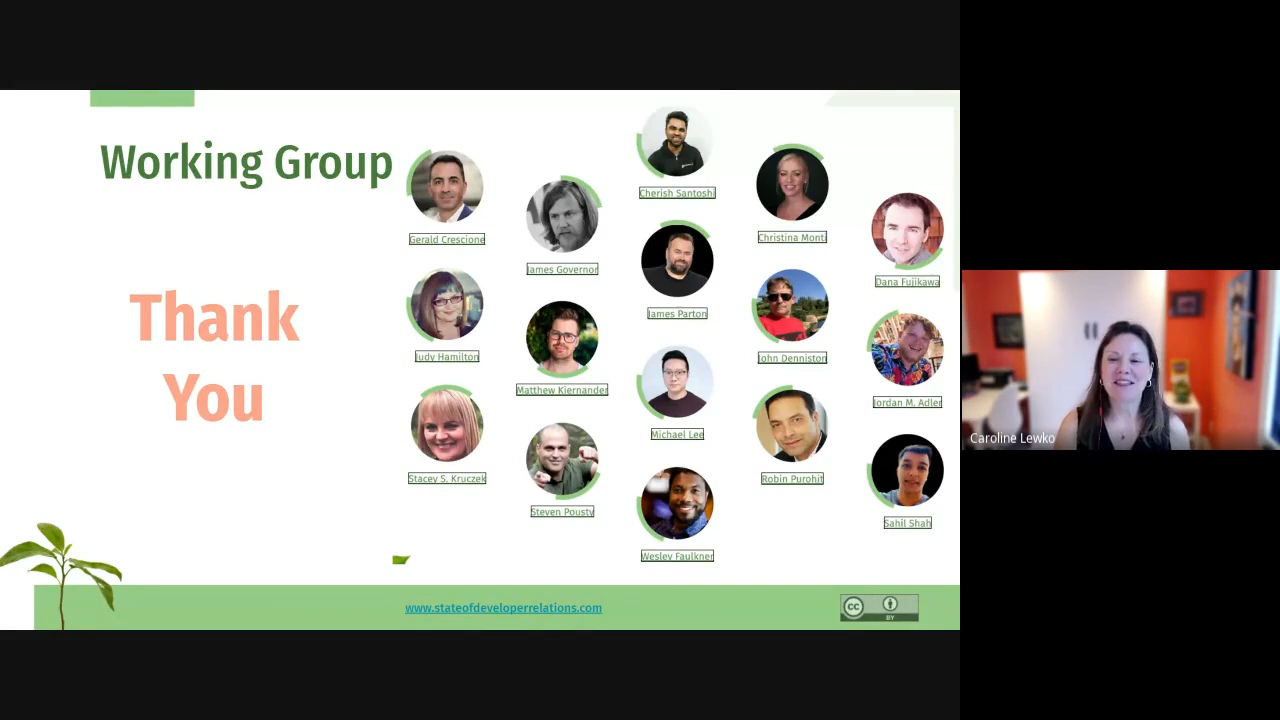 Working Group
Thank
You
Gerald Crescione
James Governor
Cherish Santoshi
Christina Monti
Dana Fujikawa
Judy Hamilton
Matthew Kiernander
James Parton
John Denniston
Jordan M. Adler
Stacey S. Kruczek
Steven Pousty
Michael Lee
Robin Purohit
Sahil Shah
Wesley Faulkner
www.stateofdeveloperrelations.com
cc
BY
Caroline Lewko